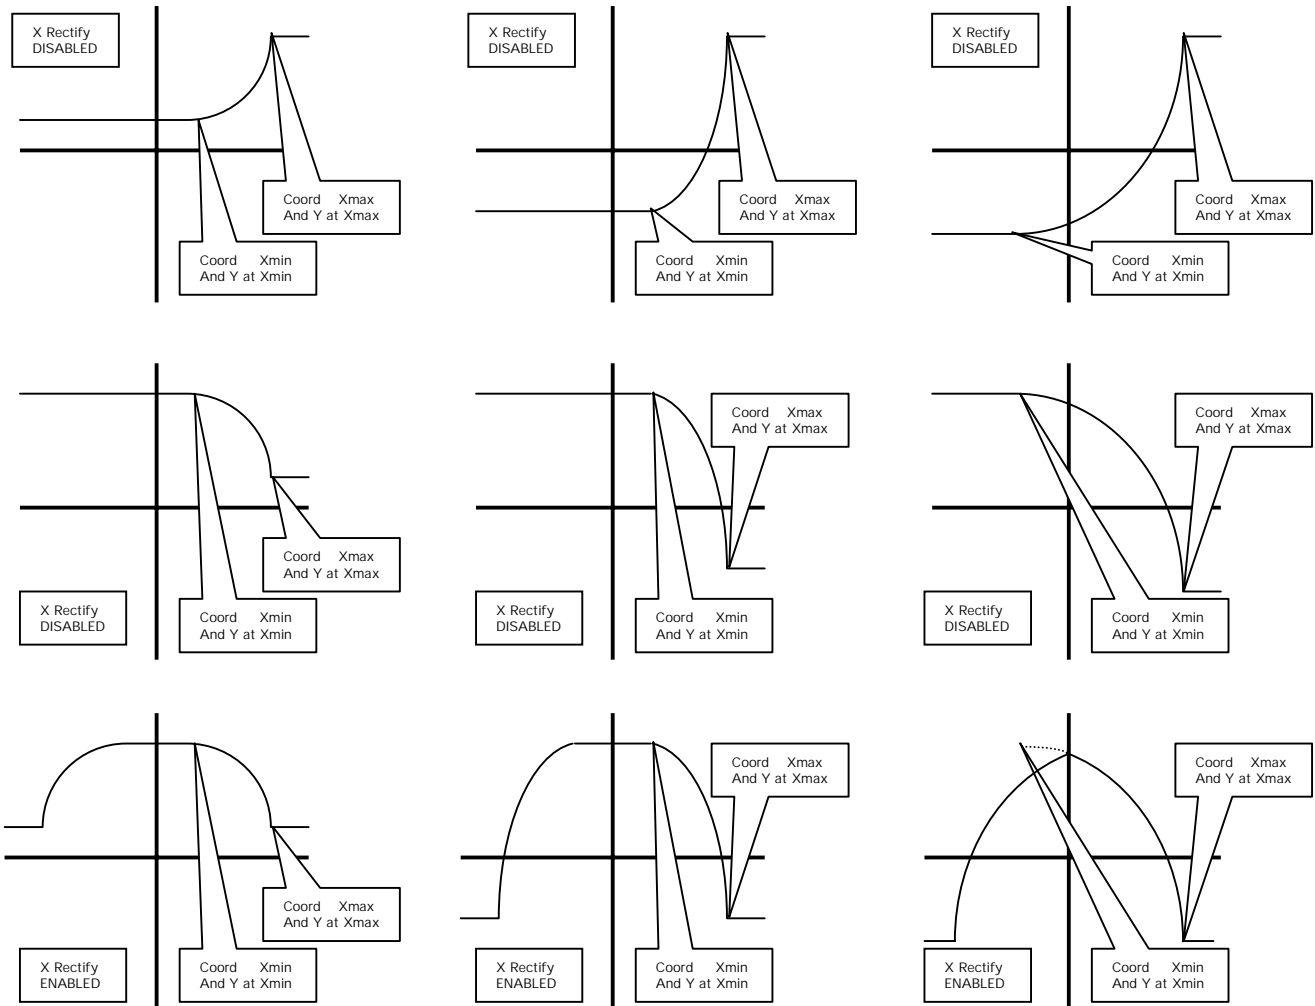 X Rectify
DISABLED
Coord Xmax
And Y at Xmax
Coord Xmin
And Y at Xmin
X Rectify
DISABLED
Coord Xmax
And Y at Xmax
Coord Xmin
And Y at Xmin
X Rectify
DISABLED
Coord Xmax
And Y at Xmax
Coord Xmin
And Y at Xmin
Coord Xmax
And Y at Xmax
X Rectify
DISABLED
Coord Xmin
And Y at Xmin
Coord Xmax
And Y at Xmax
X Rectify
DISABLED
Coord Xmin
And Y at Xmin
Coord Xmax
And Y at Xmax
X Rectify
DISABLED
Coord Xmin
And Y at Xmin
Coord Xmax
And Y at Xmax
X Rectify
ENABLED
Coord Xmin
And Y at Xmin
Coord Xmax
And Y at Xmax
X Rectify
ENABLED
Coord Xmin
And Y at Xmin
Coord Xmax
And Y at Xmax
X Rectify
ENABLED
Coord Xmin
And Y at Xmin